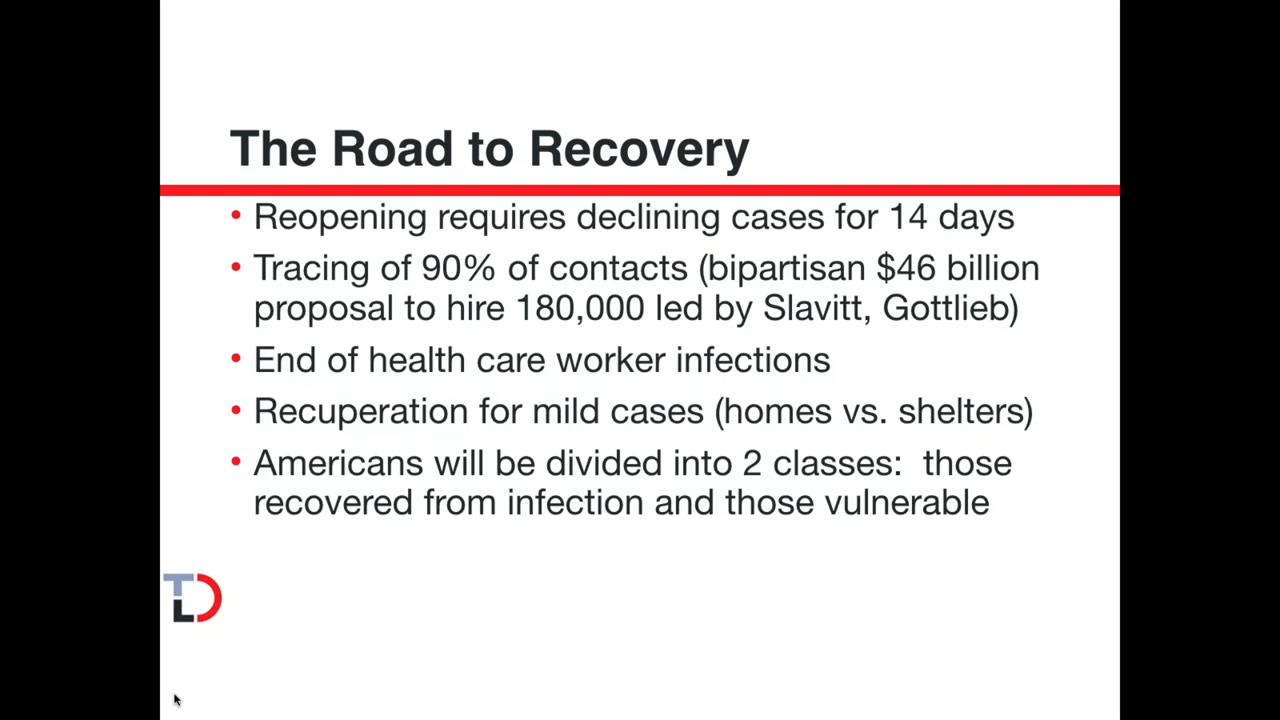 The Road to Recovery
• Reopening requires declining cases for 14 days
• Tracing of 90% of contacts (bipartisan $46 billion
proposal to hire 180,000 led by Slavitt, Gottlieb)
• End of health care worker infections
• Recuperation for mild cases (homes vs. shelters)
• Americans will be divided into 2 classes:  those
recovered from infection and those vulnerable
TLD